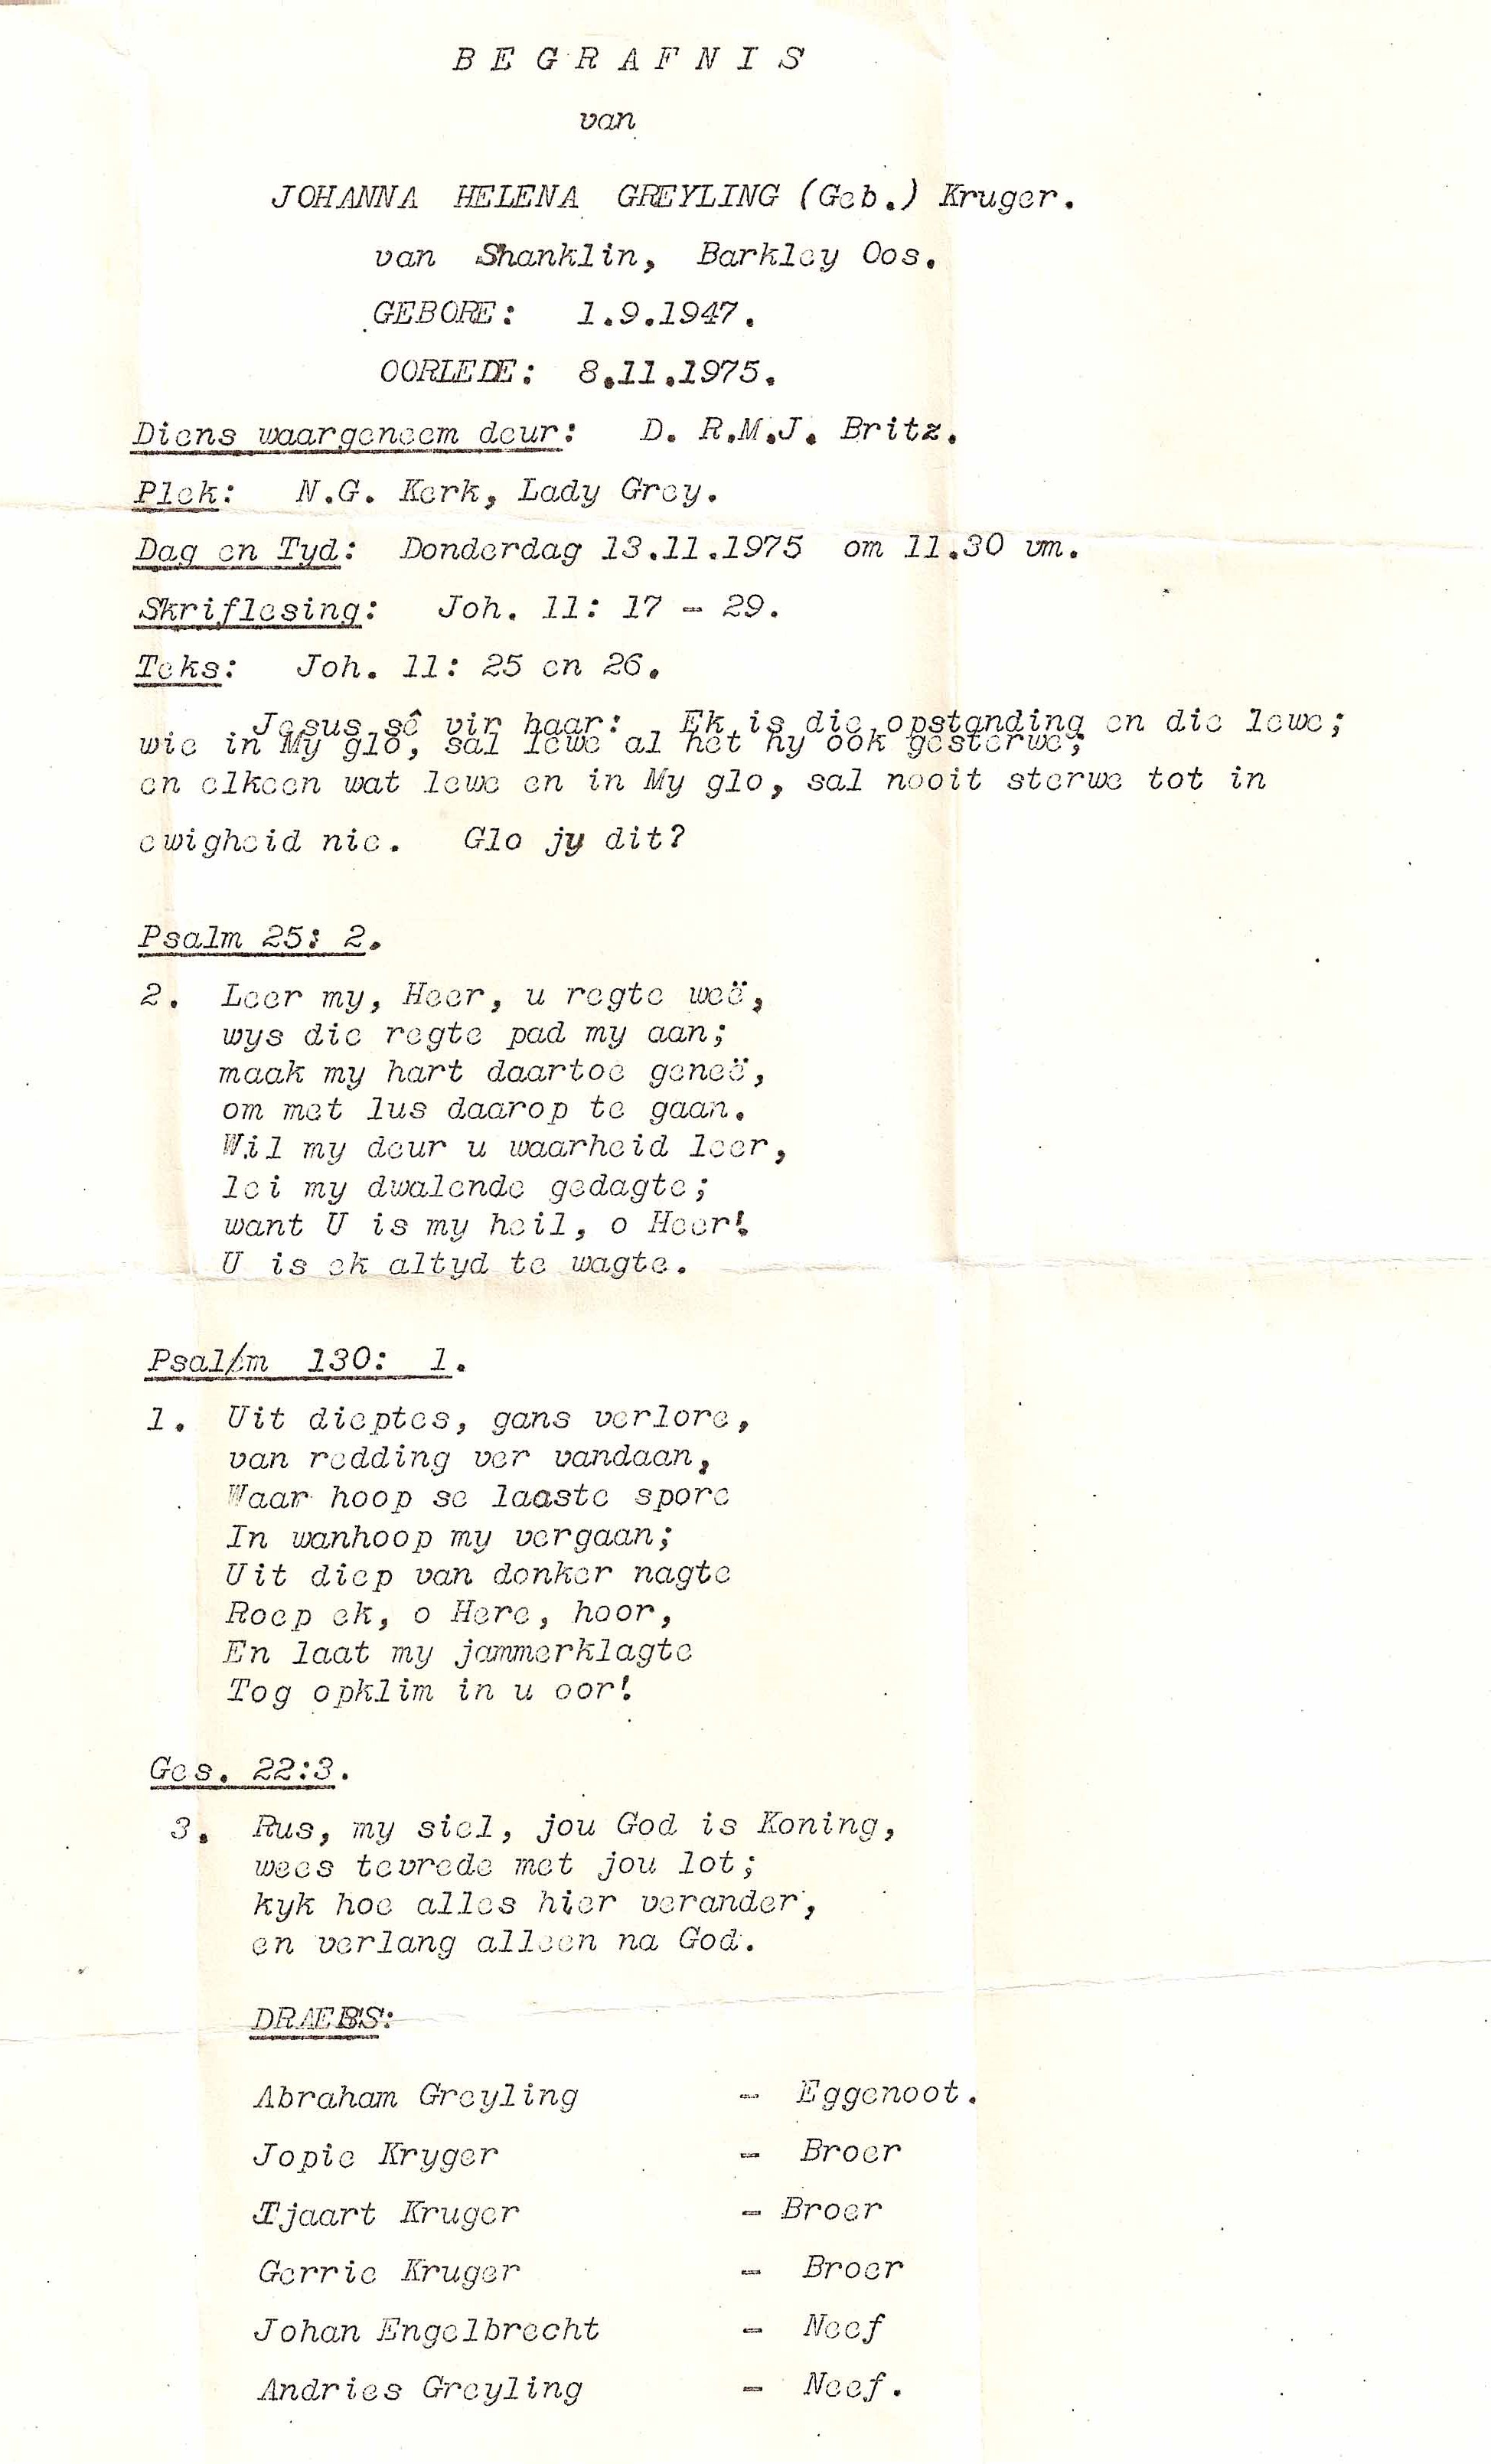 B E G R A F N I S
van
JOHANNA HELENA GREYLING (Geb.) Kruger.
van Shanklin, Barkley Oos.
GEBORE: 1.9.1947.
OORLEDE: 8.11.1975.
Diens waargeneem deur: D. R.M.J. Britz.
Plek: N.G. Kerk, Lady Grey.
Dag en Tyd: Donderdag 13.11.1975 om 11.30 vm.
Skriflesing: Joh. 11: 17 - 29.
Teks: Joh. 11: 25 en 26.
Jesus sê vir haar: Ek is die opstanding en die lewe;
wie in My glo, sal lewe al het hy ook gesterwe;
en elkeen wat lewe en in My glo, sal nooit sterwe tot in
ewigheid nie. Glo jy dit?
Psalm 25: 2.
2. Leer my, Heer, u regte weë,
wys die regte pad my aan;
maak my hart daartoe geneë,
om met lus daarop te gaan.
Wil my deur u waarheid leer,
lei my dwalende gedagte;
want U is my heil, o Heer!
U is ek altyd te wagte.
Psal/m 130: 1.
1. Uit dieptes, gans verlore,
van redding ver vandaan,
Waar hoop se laaste spore
In wanhoop my vergaan;
Uit diep van donker nagte
Roep ek, o Here, hoor,
En laat my jammerklagte
Tog opklim in u oor!
Ges. 22:3.
3. Rus, my siel, jou God is Koning,
wees tevrede met jou lot;
kyk hoe alles hier verander,
en verlang alleen na God.
DRAERS:
Abraham Greyling - Eggenoot.
Jopie Kryger - Broer
Tjaart Kruger - Broer
Gerrie Kruger - Broer
Johan Engelbrecht - Neef
Andries Greyling - Neef.